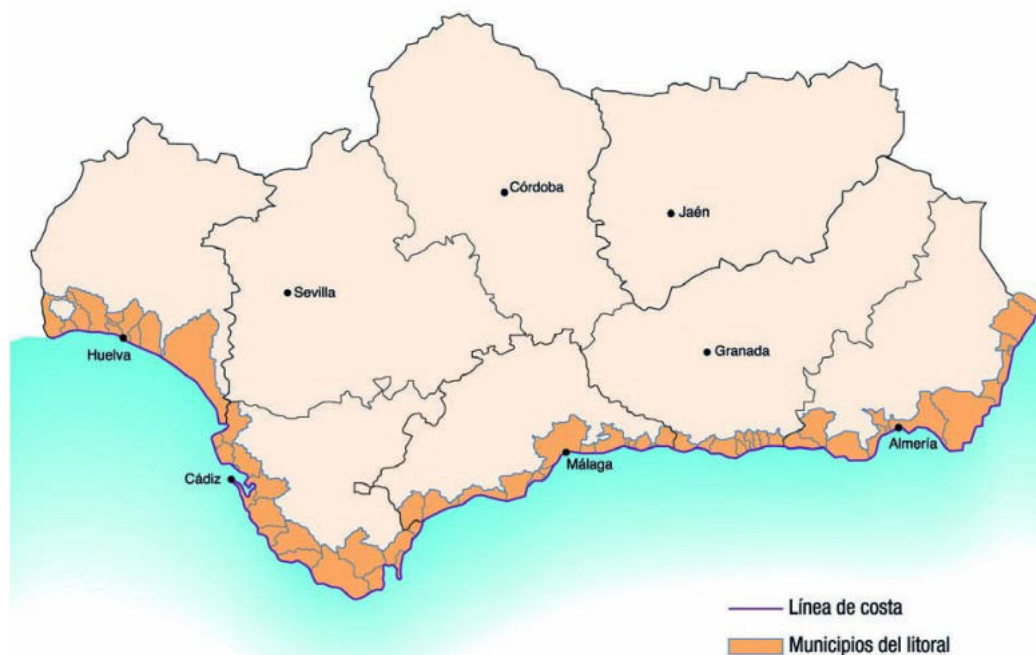 Córdoba
Jaén
Sevilla
Granada
Huelva
Almería
Málaga
Cádiz
Línea de costa
Municipios del litoral